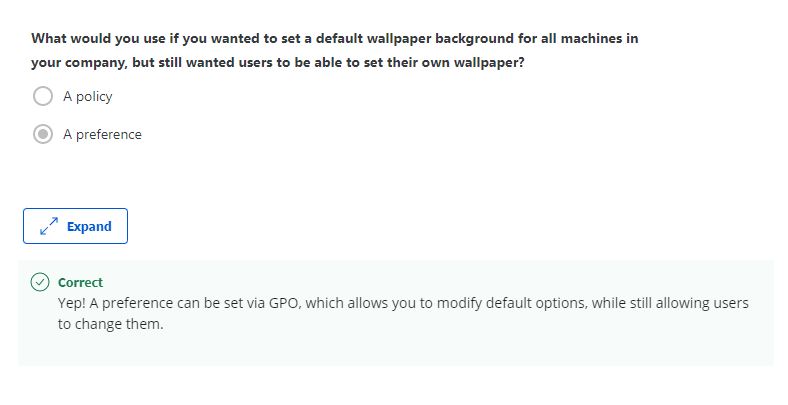 What would you use if you wanted to set a default wallpaper background for all machines in
your company, but still wanted users to be able to set their own wallpaper?
A policy
A preference
Expand
Correct
Yep! A preference can be set via GPO, which allows you to modify default options, while still allowing users
to change them.